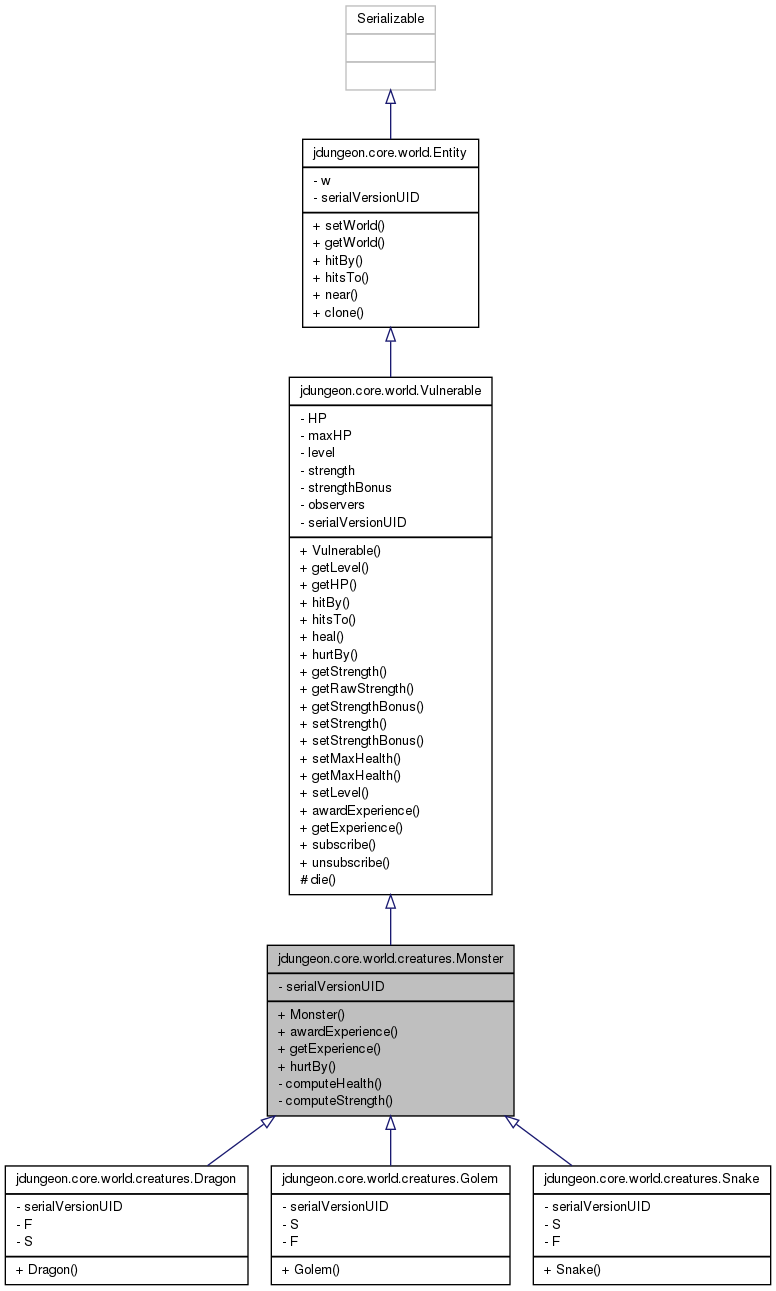 Serializable
jdungeon.core.world.Entity
- w
- serialVersionUID
+ setWorld()
+ getWorld()
+ hitBy()
+ hitsTo()
+ near()
+ clone()
jdungeon.core.world.Vulnerable
- HP
- maxHP
- level
- strength
- strengthBonus
- observers
- serialVersionUID
+ Vulnerable()
+ getLevel()
+ getHP()
+ hitBy()
+ hitsTo()
+ heal()
+ hurtBy()
+ getStrength()
+ getRawStrength()
+ getStrengthBonus()
+ setStrength()
+ setStrengthBonus()
+ setMaxHealth()
+ getMaxHealth()
+ setLevel()
+ awardExperience()
+ getExperience()
+ subscribe()
+ unsubscribe()
# die()
jdungeon.core.world.creatures.Monster
- serialVersionUID
+ Monster()
+ awardExperience()
+ getExperience()
+ hurtBy()
- computeHealth()
- computeStrength()
jdungeon.core.world.creatures.Dragon
- serialVersionUID
- F
- S
+ Dragon()
jdungeon.core.world.creatures.Golem
- serialVersionUID
- S
- F
+ Golem()
jdungeon.core.world.creatures.Snake
- serialVersionUID
- S
- F
+ Snake()